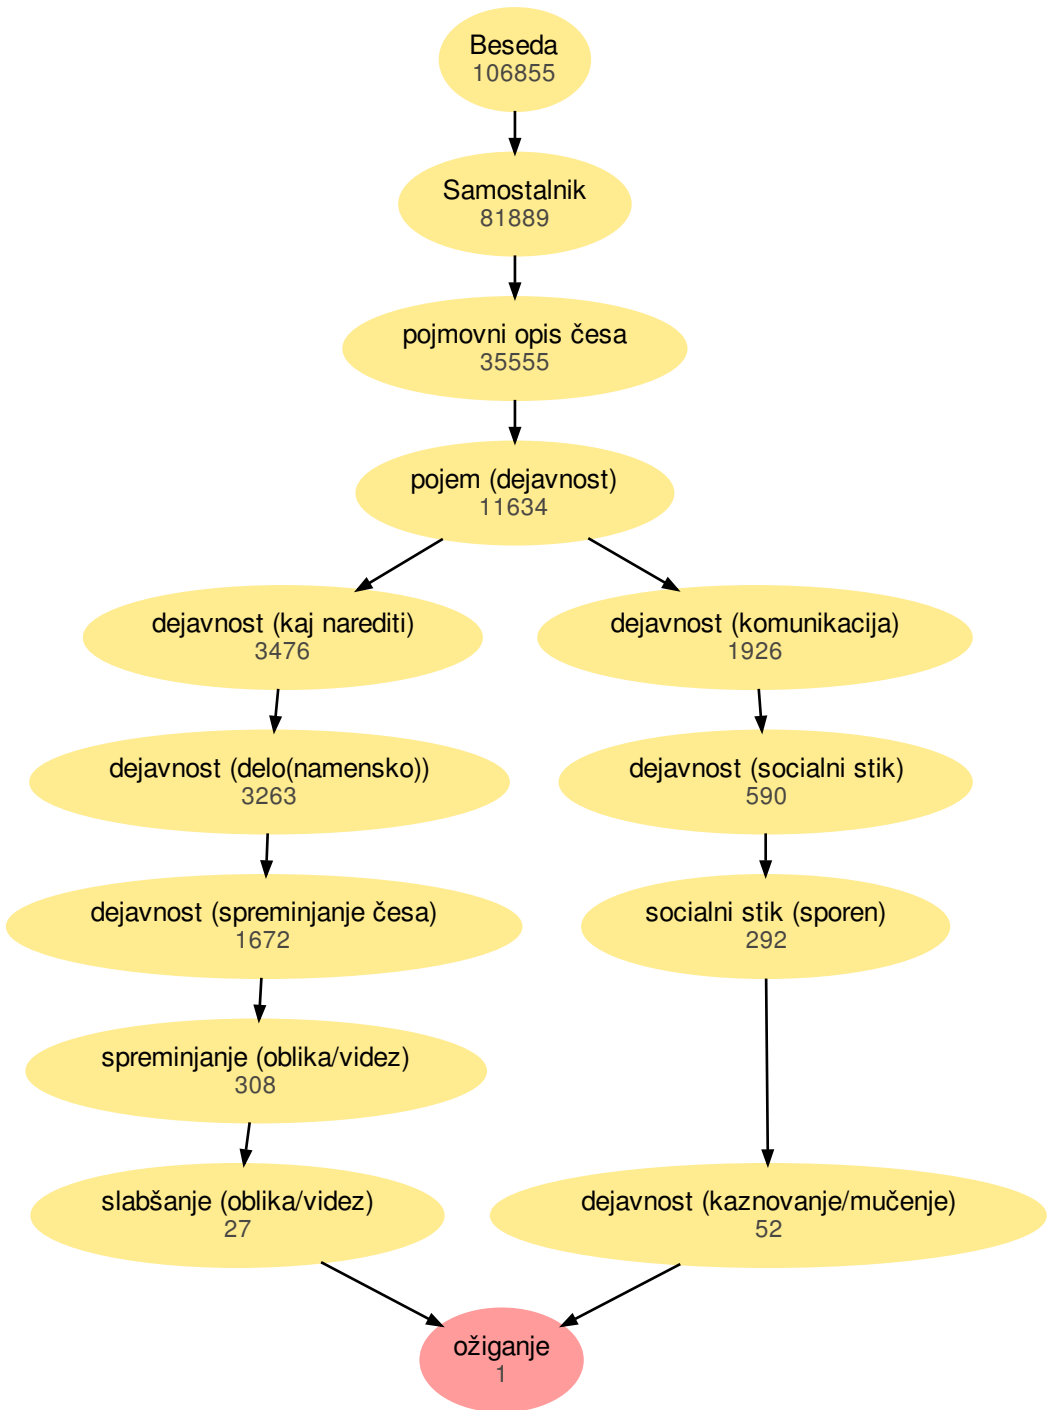 Beseda
106855
Samostalnik
81889
pojmovni opis česa
35555
pojem (dejavnost)
11634
dejavnost (kaj narediti)
3476
dejavnost (komunikacija)
1926
dejavnost (delo(namensko))
3263
dejavnost (socialni stik)
590
dejavnost (spreminjanje česa)
1672
socialni stik (sporen)
292
spreminjanje (oblika/videz)
308
slabšanje (oblika/videz)
27
dejavnost (kaznovanje/mučenje)
52
ožiganje
1